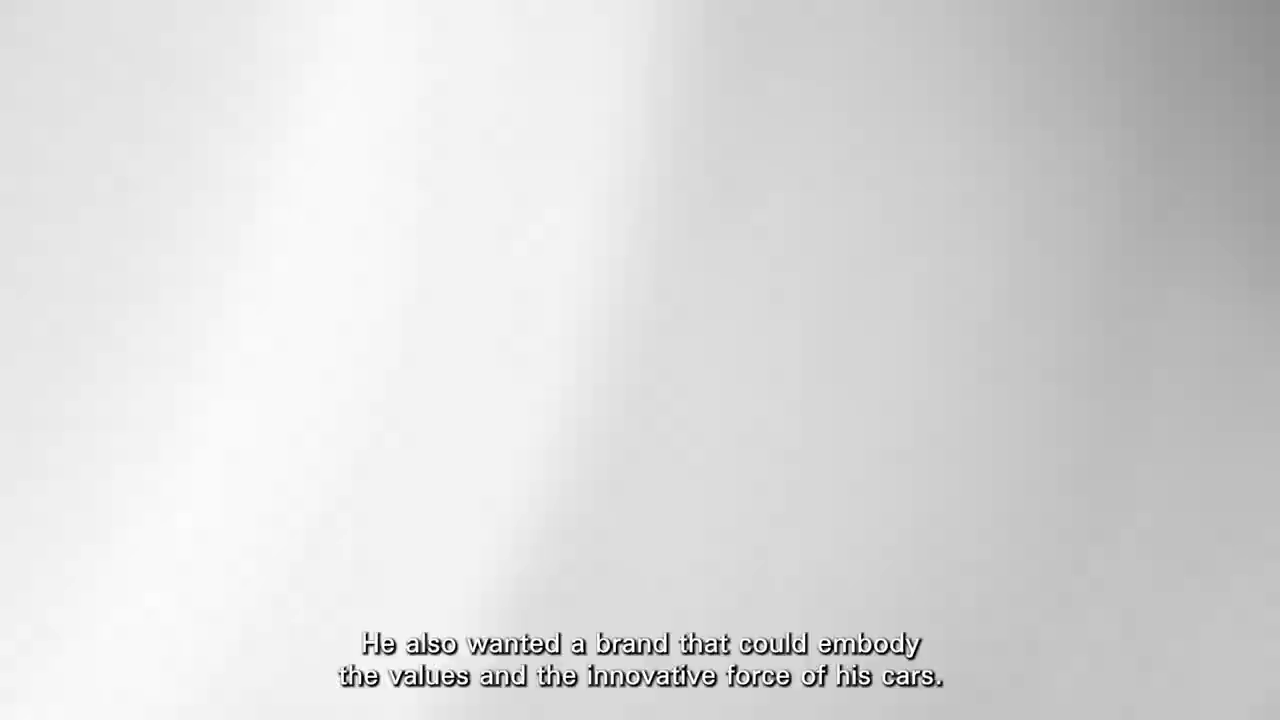 He also wanted a brand that could embody
the values and the innovative force of his cars.